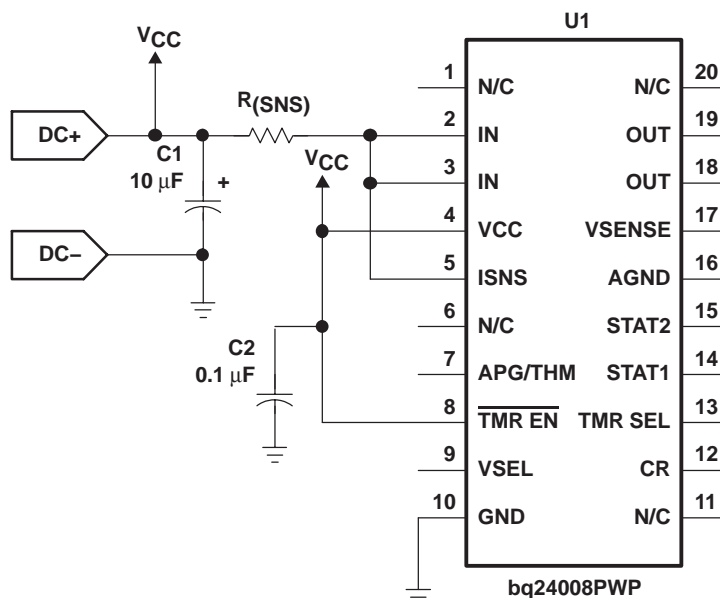 U1
VCC
DC+
R(SNS)
C1
10 μF
+
DC–
VCC
C2
0.1 μF
1 N/C N/C 20
2 IN OUT 19
3 IN OUT 18
4 VCC VSENSE 17
5 ISNS AGND 16
6 N/C STAT2 15
7 APG/THM STAT1 14
8 TMR EN TMR SEL 13
9 VSEL CR 12
10 GND N/C 11
bq24008PWP